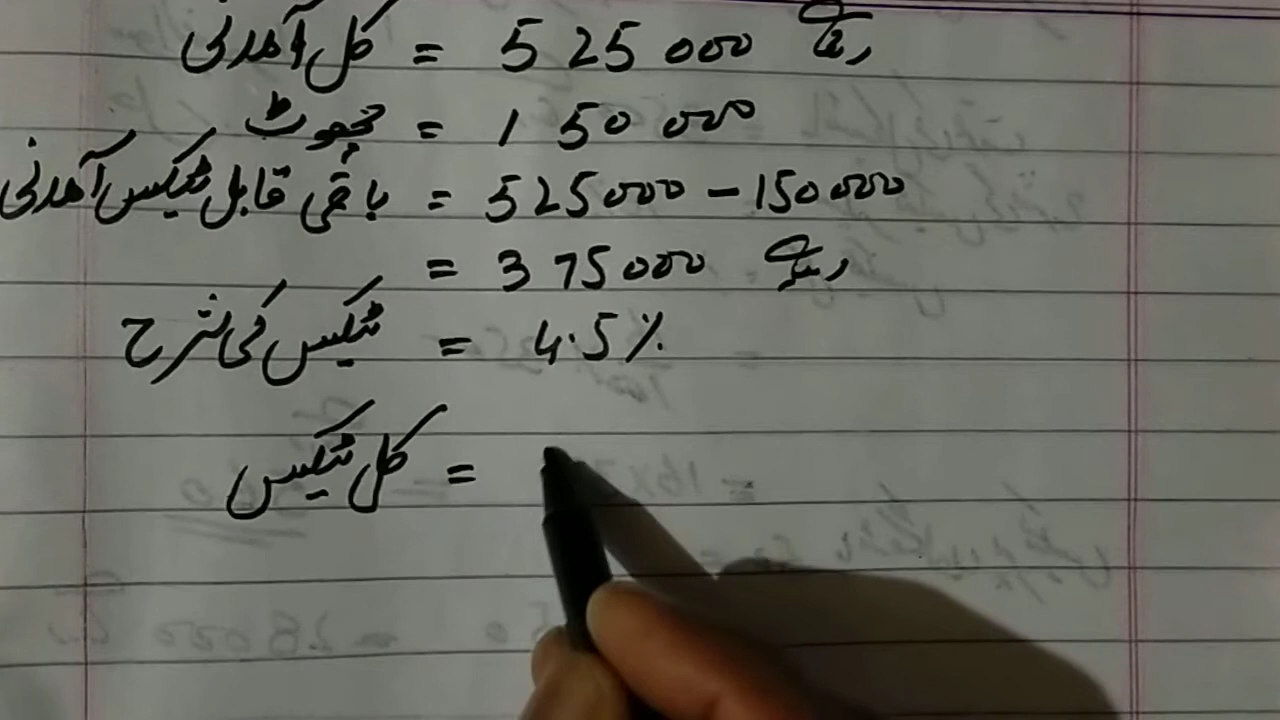 کل آمدنی = 525000 روپے
چھوٹ = 150000
باقی قابل ٹیکس آمدنی = 525000 - 150000
= 375000 روپے
ٹیکس کی شرح = 4.5%
کل ٹیکس =